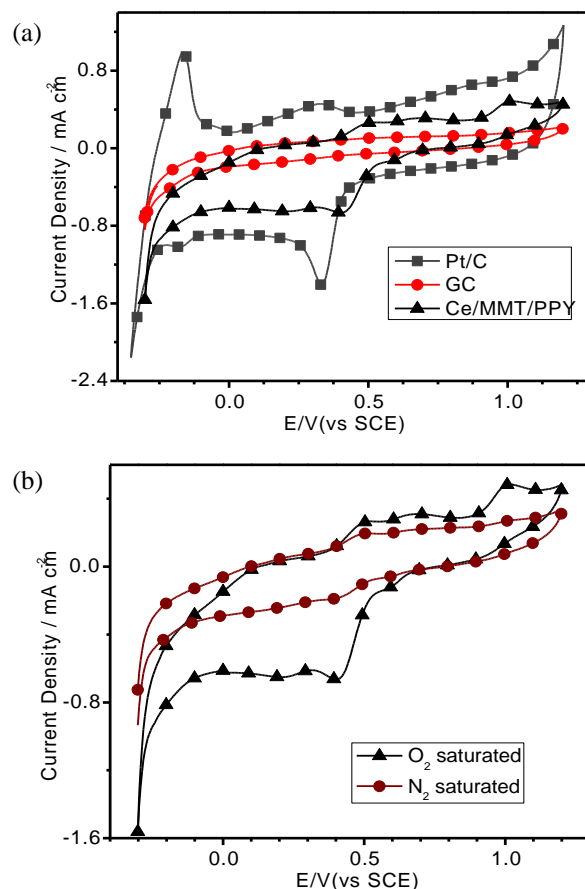 (a)
0.8
0.0
-0.8
-1.6
-2.4
Current Density / mA cm-2
Pt/C
GC
Ce/MMT/PPY
0.0 0.5 1.0
E/V(vs SCE)
(b)
0.0
-0.8
-1.6
Current Density / mA cm-2
O2 saturated
N2 saturated
0.0 0.5 1.0
E/V(vs SCE)